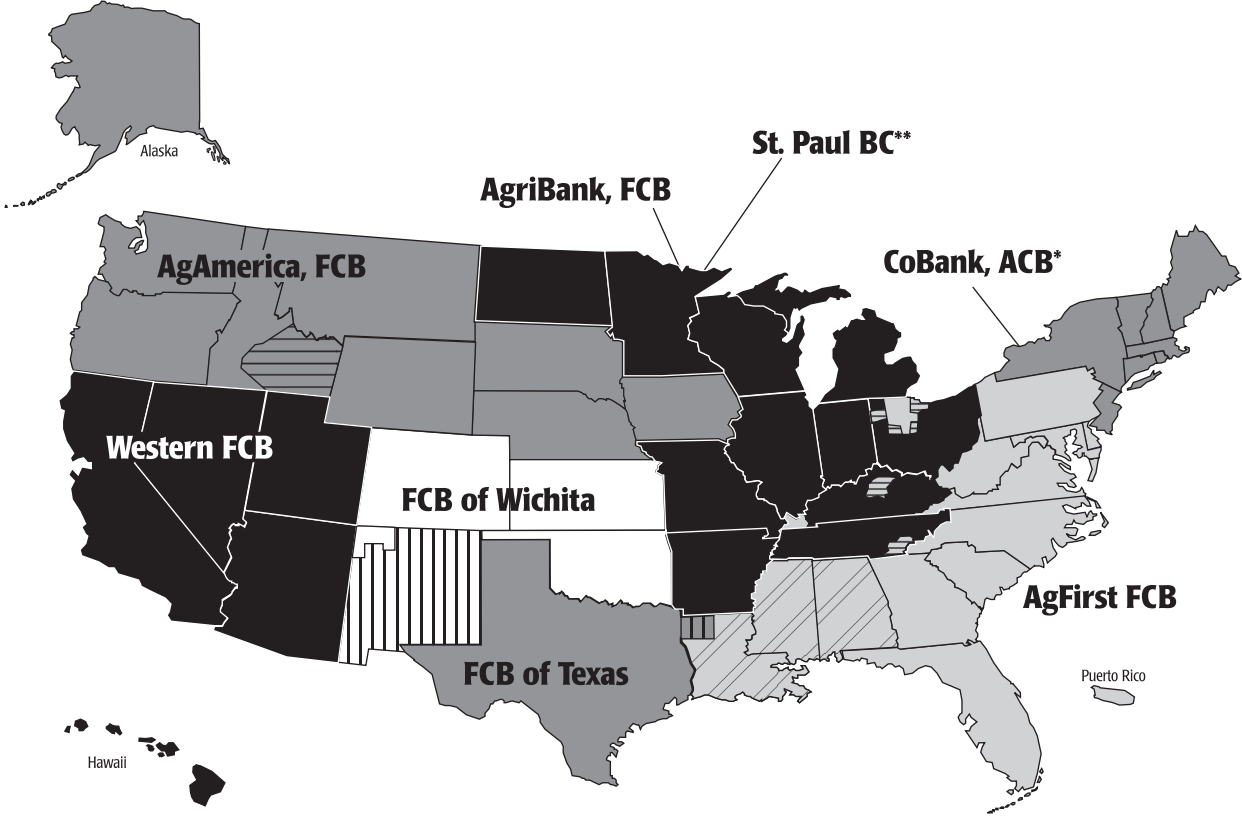 Alaska
St. Paul BC**
AgriBank, FCB
CoBank, ACB*
AgAmerica, FCB
Western FCB
FCB of Wichita
AgFirst FCB
FCB of Texas
Puerto Rico
Hawaii